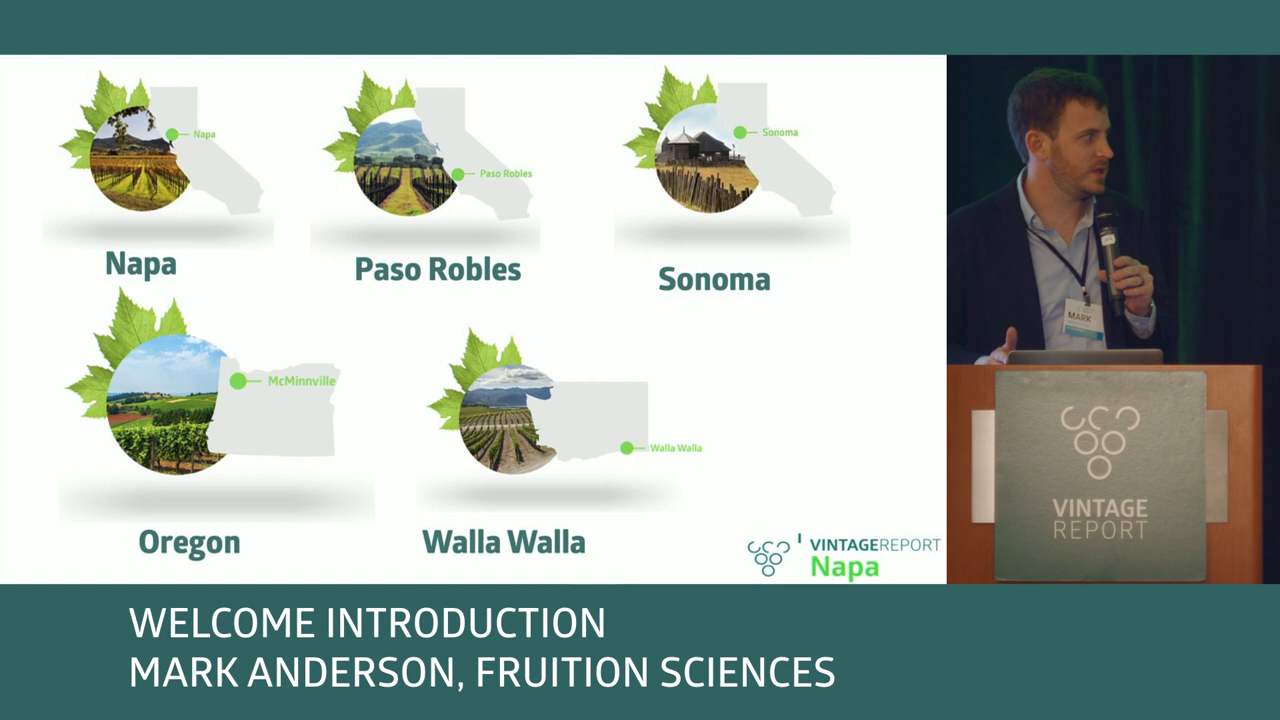 Napa
Paso Robles
Sonoma
Napa
Paso Robles
Sonoma
McMinnville
Walla Walla
Oregon
Walla Walla
VINTAGEREPORT
Napa
MARK
VINTAGE
REPORT
WELCOME INTRODUCTION
MARK ANDERSON, FRUITION SCIENCES